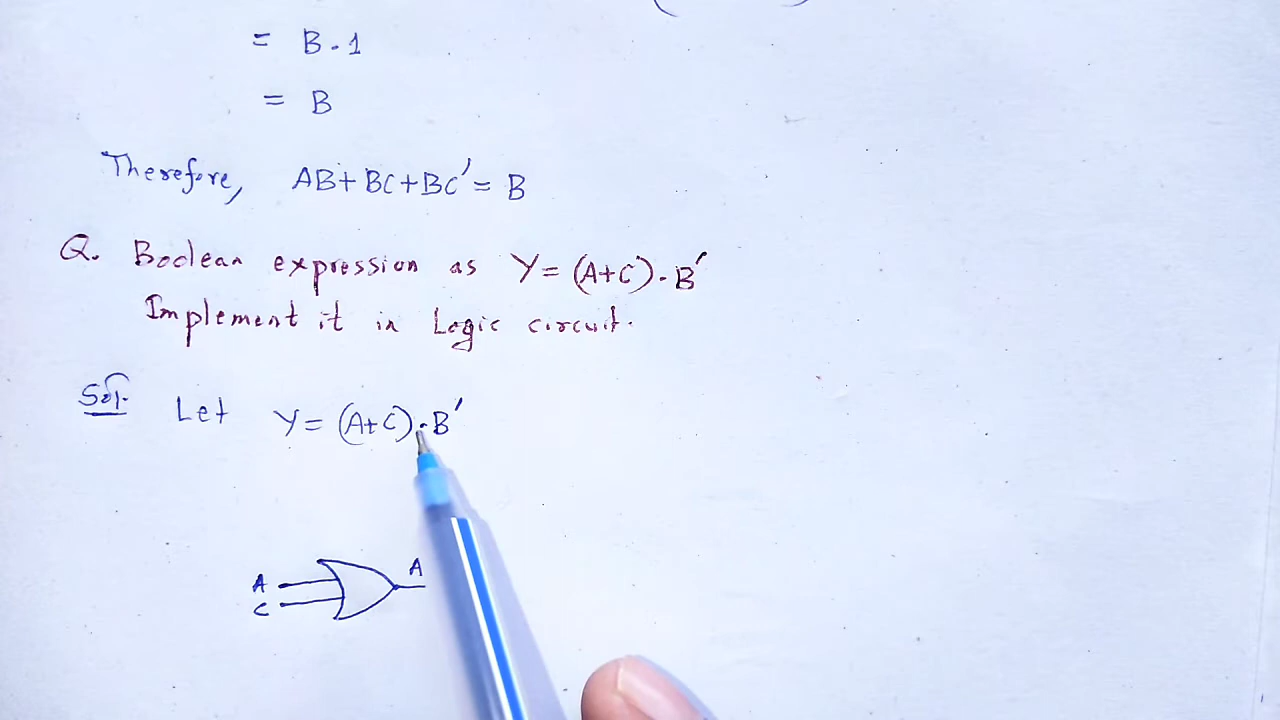 = B . 1
= B
Therefore, AB + BC + BC' = B
Q. Boolean expression as Y = (A+C) . B'
Implement it in Logic circuit.
Sol. Let Y = (A+C) . B'
A
A
C